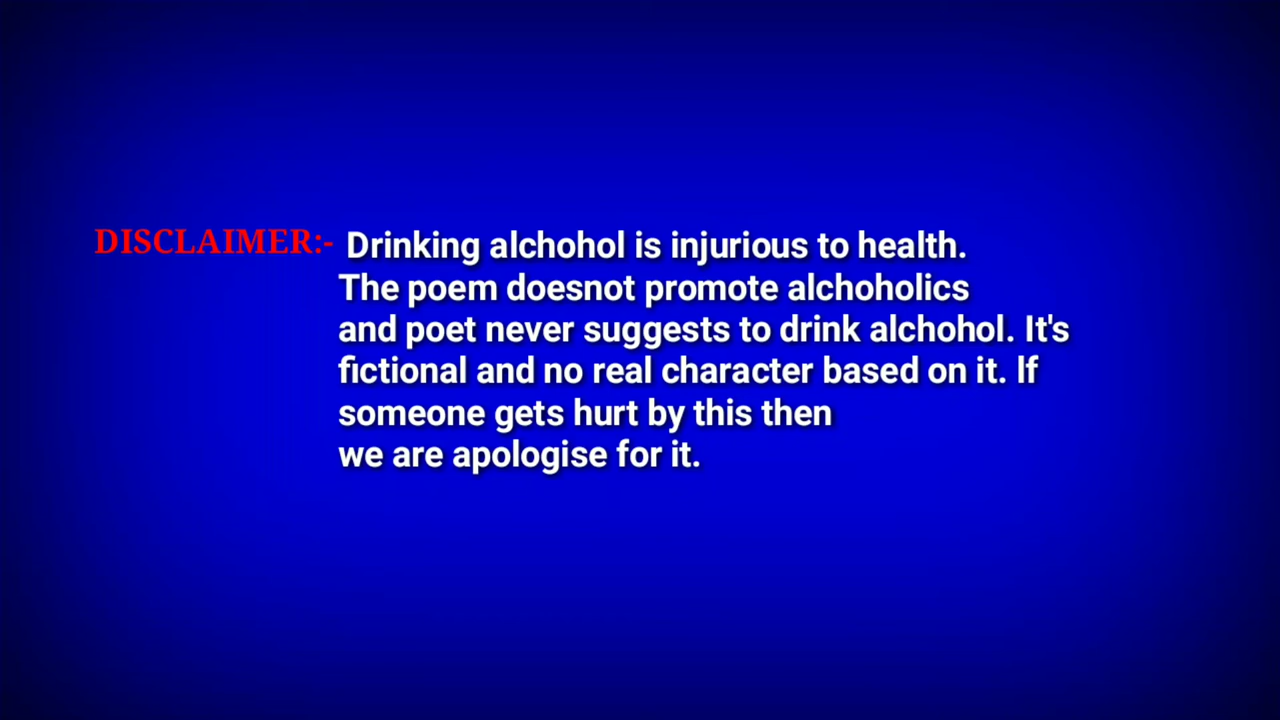 DISCLAIMER:- Drinking alchohol is injurious to health.
The poem doesnot promote alchoholics
and poet never suggests to drink alchohol. It's
fictional and no real character based on it. If
someone gets hurt by this then
we are apologise for it.